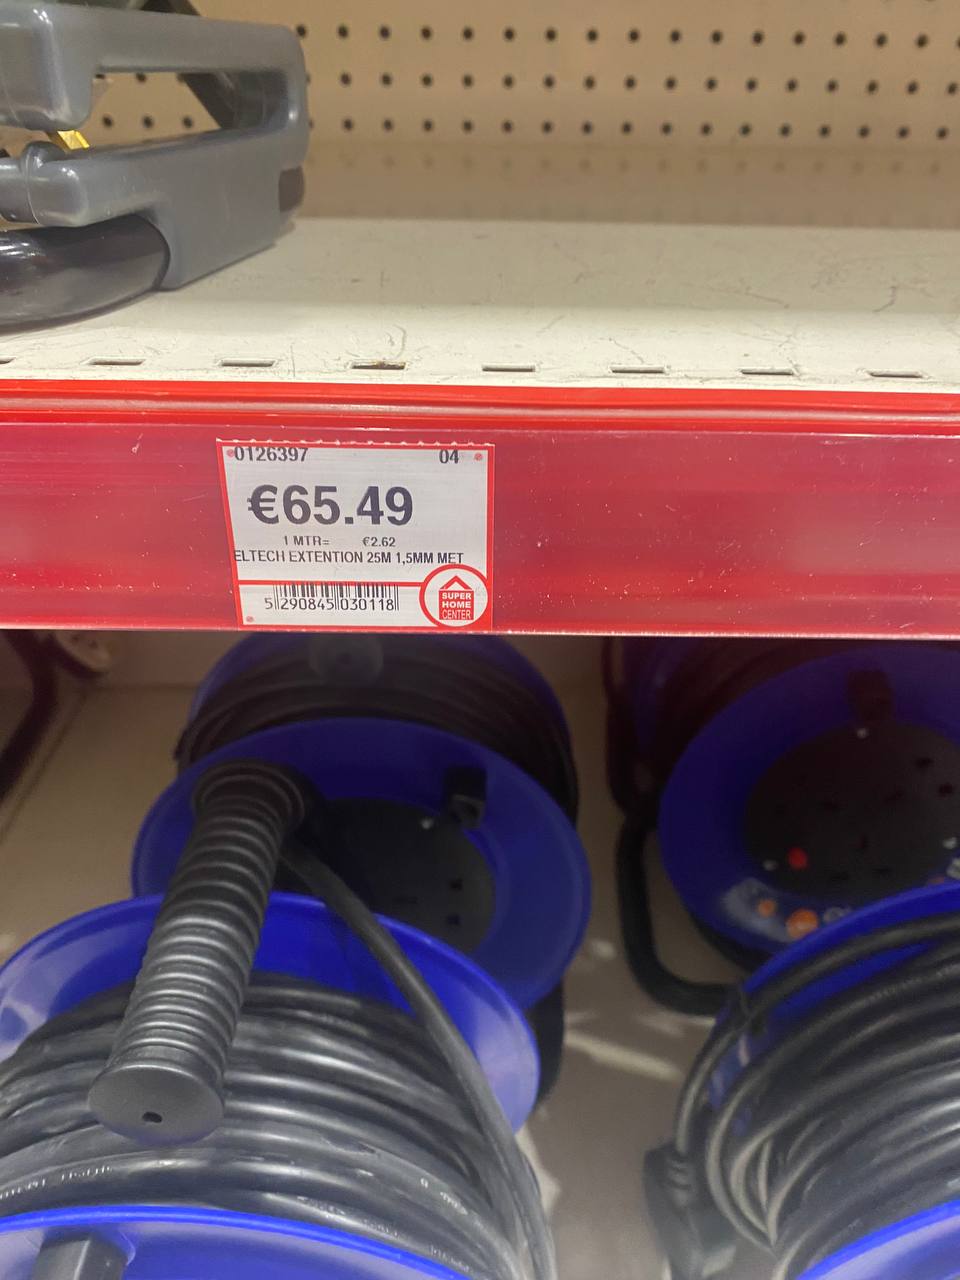 0126397 04
€65.49
1 MTR= €2.62
ELTECH EXTENTION 25M 1,5MM MET
5 290845 030118
SUPER
HOME
CENTER